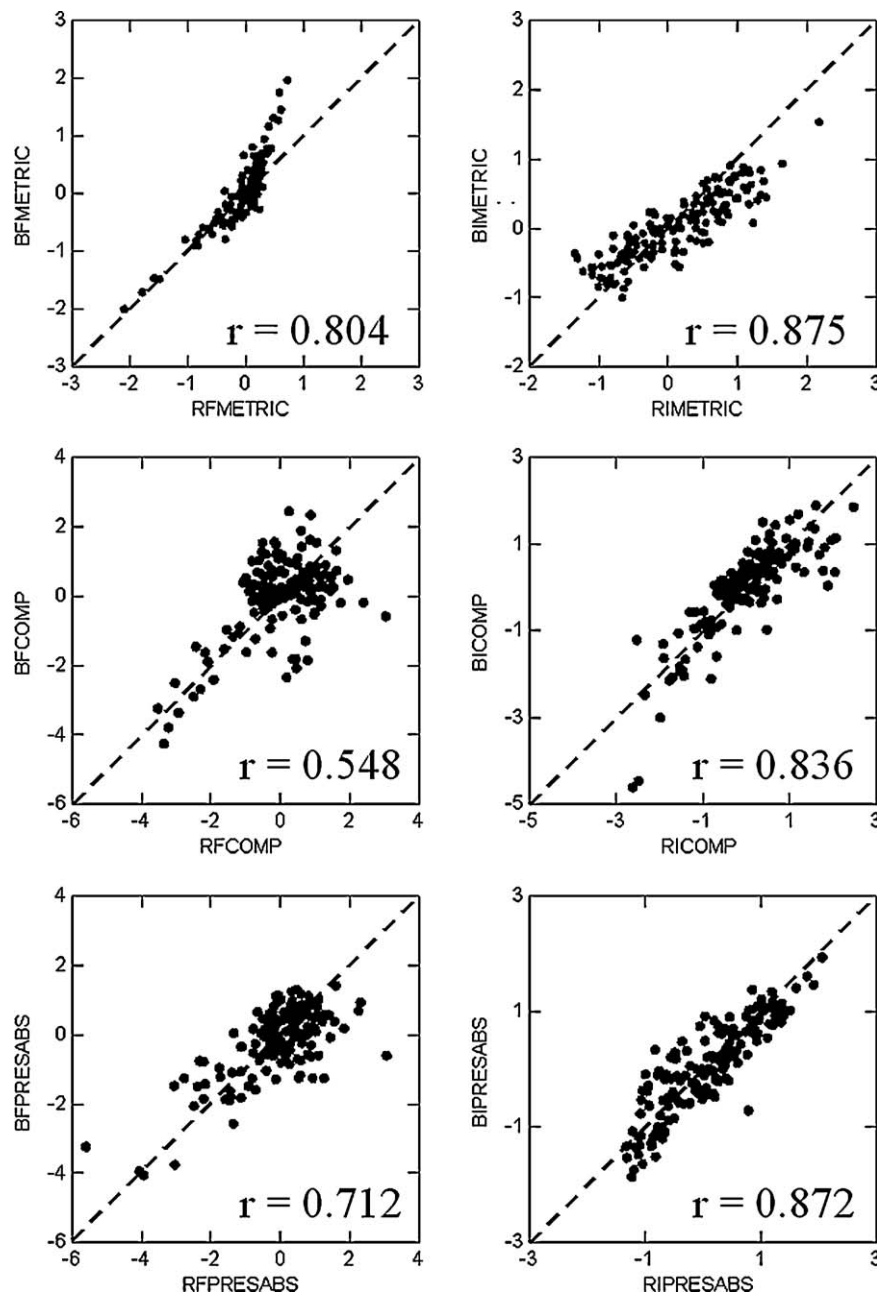 3
2
1
0
-1
-2
-3
BFMETRIC
r = 0.804
-3 -2 -1 0 1 2 3
RFMETRIC
3
2
1
0
-1
-2
BIMETRIC
r = 0.875
-2 -1 0 1 2 3
RIMETRIC
4
2
0
-2
-4
-6
BFCOMP
r = 0.548
-6 -4 -2 0 2 4
RFCOMP
3
1
-1
-3
-5
BICOMP
r = 0.836
-5 -3 -1 1 3
RICOMP
4
2
0
-2
-4
-6
BFPRESABS
r = 0.712
-6 -4 -2 0 2 4
RFPRESABS
3
1
-1
-3
BIPRESABS
r = 0.872
-3 -1 1 3
RIPRESABS